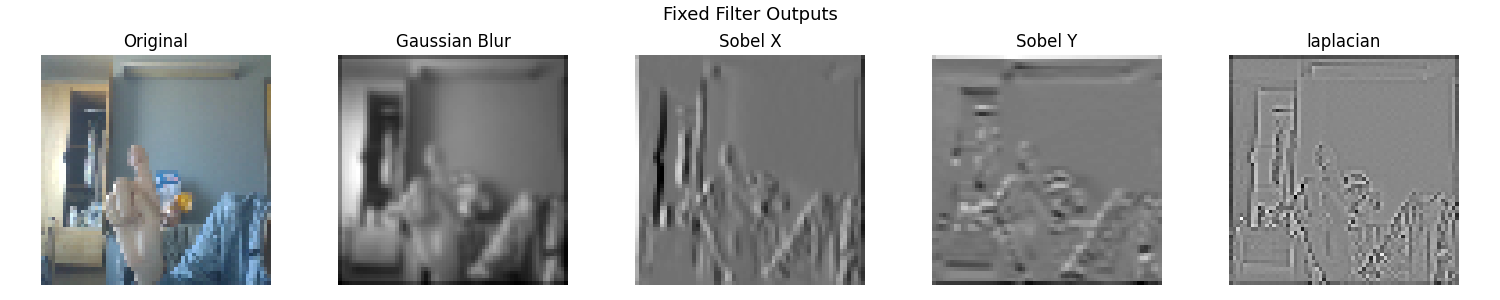 Fixed Filter Outputs
Original
Gaussian Blur
Sobel X
Sobel Y
laplacian